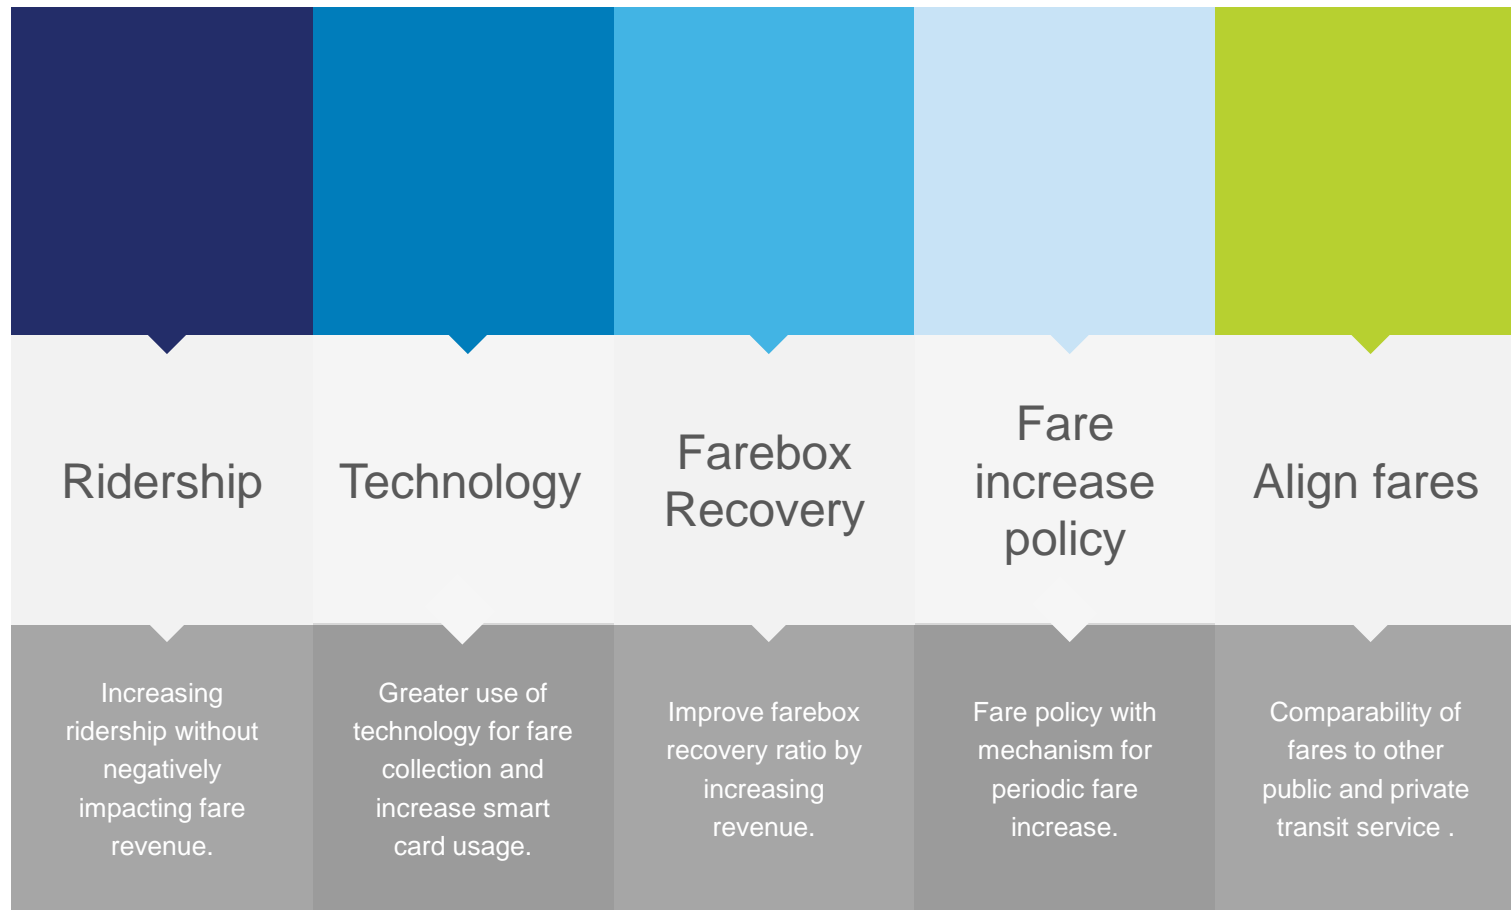 Ridership
Technology
Farebox
Recovery
Fare
increase
policy
Align fares
Increasing
ridership without
negatively
impacting fare
revenue.
Greater use of
technology for fare
collection and
increase smart
card usage.
Improve farebox
recovery ratio by
increasing
revenue.
Fare policy with
mechanism for
periodic fare
increase.
Comparability of
fares to other
public and private
transit service .